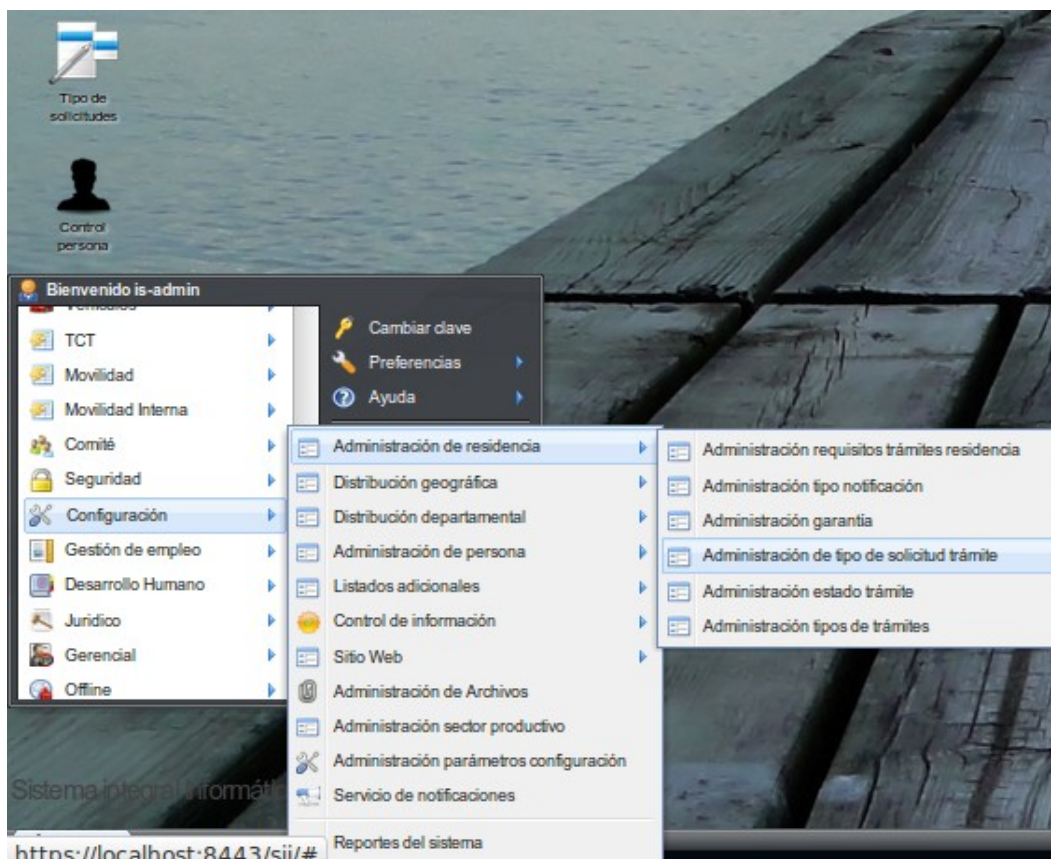 Tipo de
solicitudes
Control
persona
Bienvenido is-admin
Vehículos
TCT
Movilidad
Movilidad Interna
Comité
Seguridad
Configuración
Gestión de empleo
Desarrollo Humano
Juridico
Gerencial
Offline
Cambiar clave
Preferencias
Ayuda
Administración de residencia
Distribución geográfica
Distribución departamental
Administración de persona
Listados adicionales
Control de información
Sitio Web
Administración de Archivos
Administración sector productivo
Administración parámetros configuración
Servicio de notificaciones
Reportes del sistema
Administración requisitos trámites residencia
Administración tipo notificación
Administración garantia
Administración de tipo de solicitud trámite
Administración estado trámite
Administración tipos de trámites
Sistema integral informáti
https://localhost:8443/sii/#